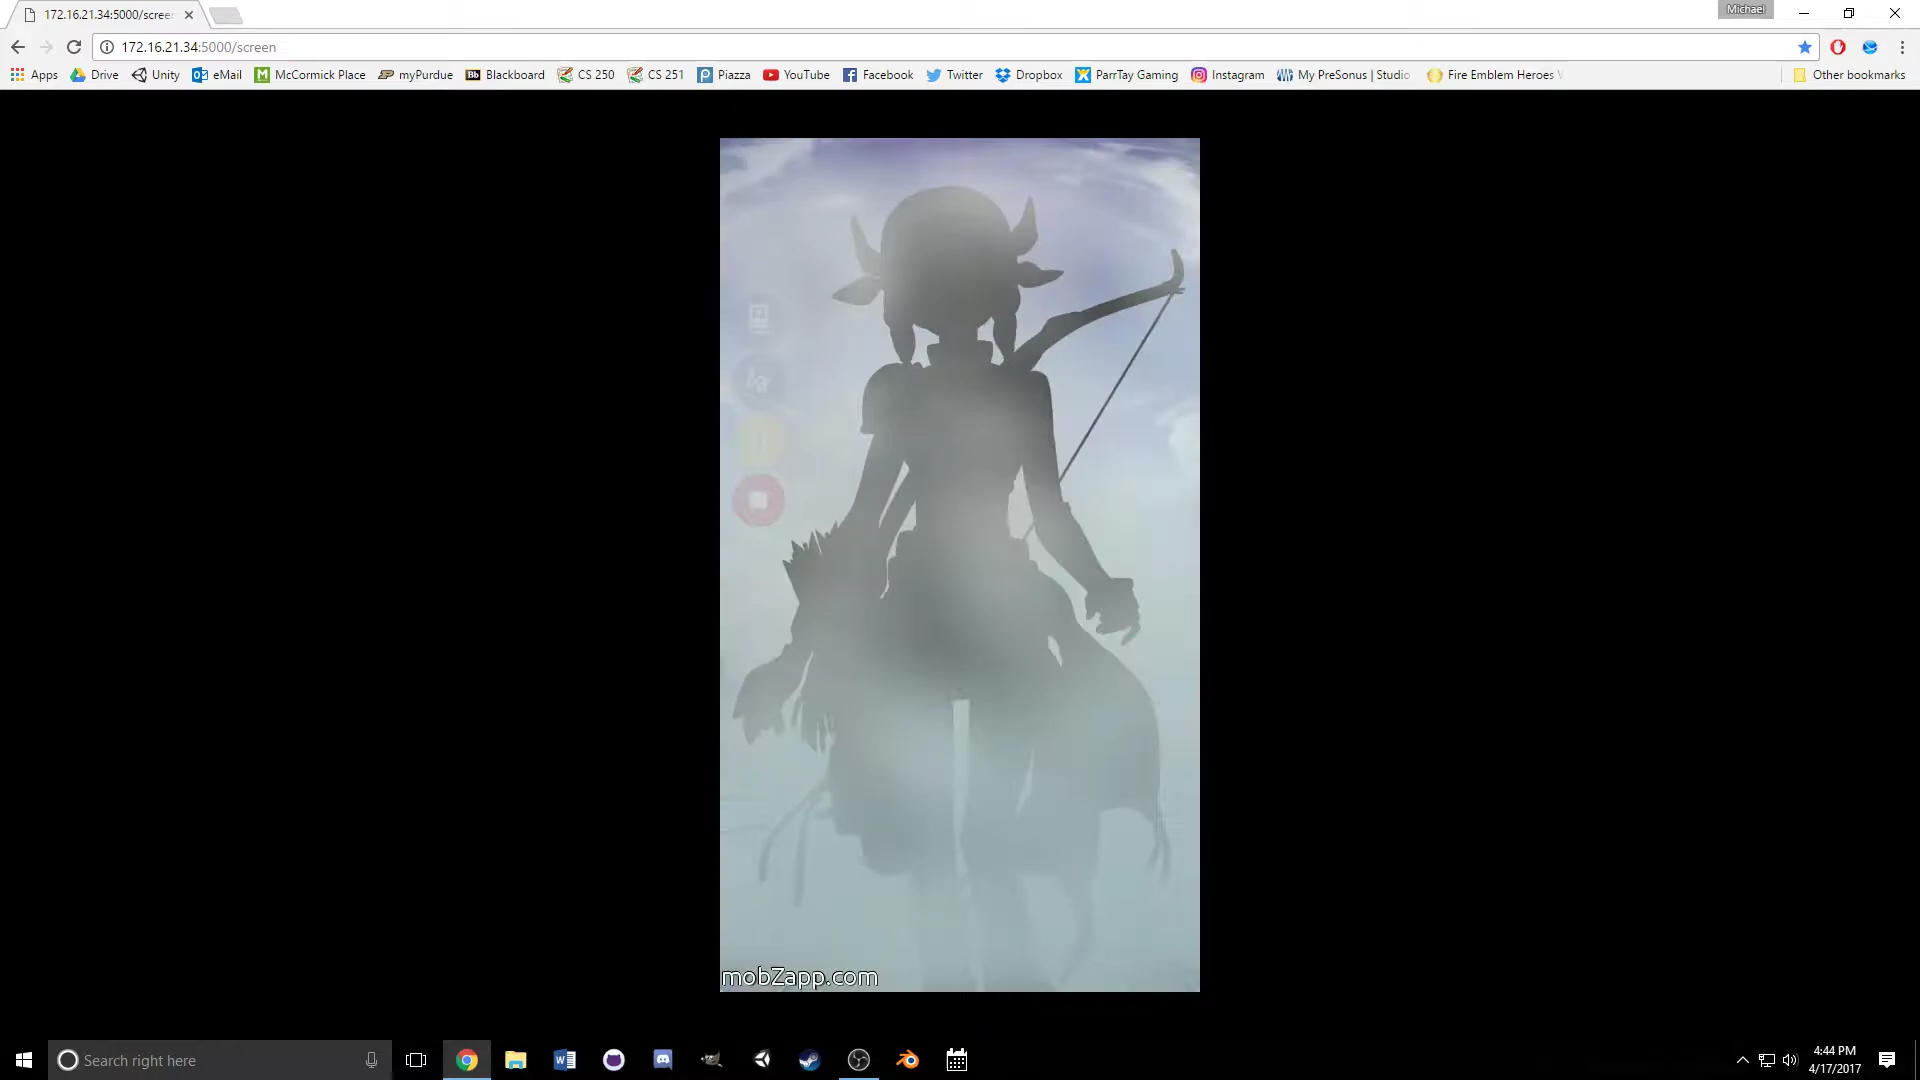 172.16.21.34:5000/scree
Michael
172.16.21.34:5000/screen
Apps Drive Unity eMail McCormick Place myPurdue Bb Blackboard CS 250 CS 251 Piazza YouTube Facebook Twitter Dropbox ParrTay Gaming Instagram My PreSonus | Studio Fire Emblem Heroes Other bookmarks
mobZapp.com
Search right here
4:44 PM
4/17/2017